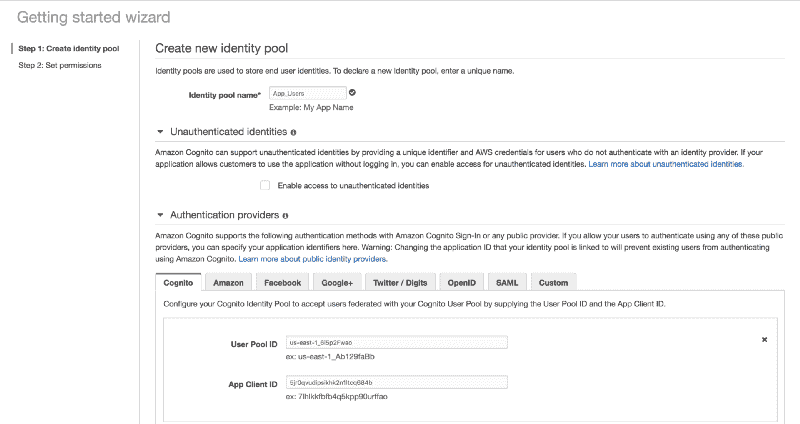 Getting started wizard
Step 1: Create identity pool
Step 2: Set permissions
Create new identity pool
Identity pools are used to store end user identities. To declare a new identity pool, enter a unique name.
Identity pool name*
App_Users
Example: My App Name
Unauthenticated identities
Amazon Cognito can support unauthenticated identities by providing a unique identifier and AWS credentials for users who do not authenticate with an identity provider. If your
application allows customers to use the application without logging in, you can enable access for unauthenticated identities. Learn more about unauthenticated identities.
Enable access to unauthenticated identities
Authentication providers
Amazon Cognito supports the following authentication methods with Amazon Cognito Sign-In or any public provider. If you allow your users to authenticate using any of these public
providers, you can specify your application identifiers here. Warning: Changing the application ID that your identity pool is linked to will prevent existing users from authenticating
using Amazon Cognito. Learn more about public identity providers.
Cognito Amazon Facebook Google+ Twitter / Digits OpenID SAML Custom
Configure your Cognito Identity Pool to accept users federated with your Cognito User Pool by supplying the User Pool ID and the App Client ID.
User Pool ID
ex: us-east-1_Ab129faBb
App Client ID
ex: 7lhlkkfbfb4q5kpp90urffao